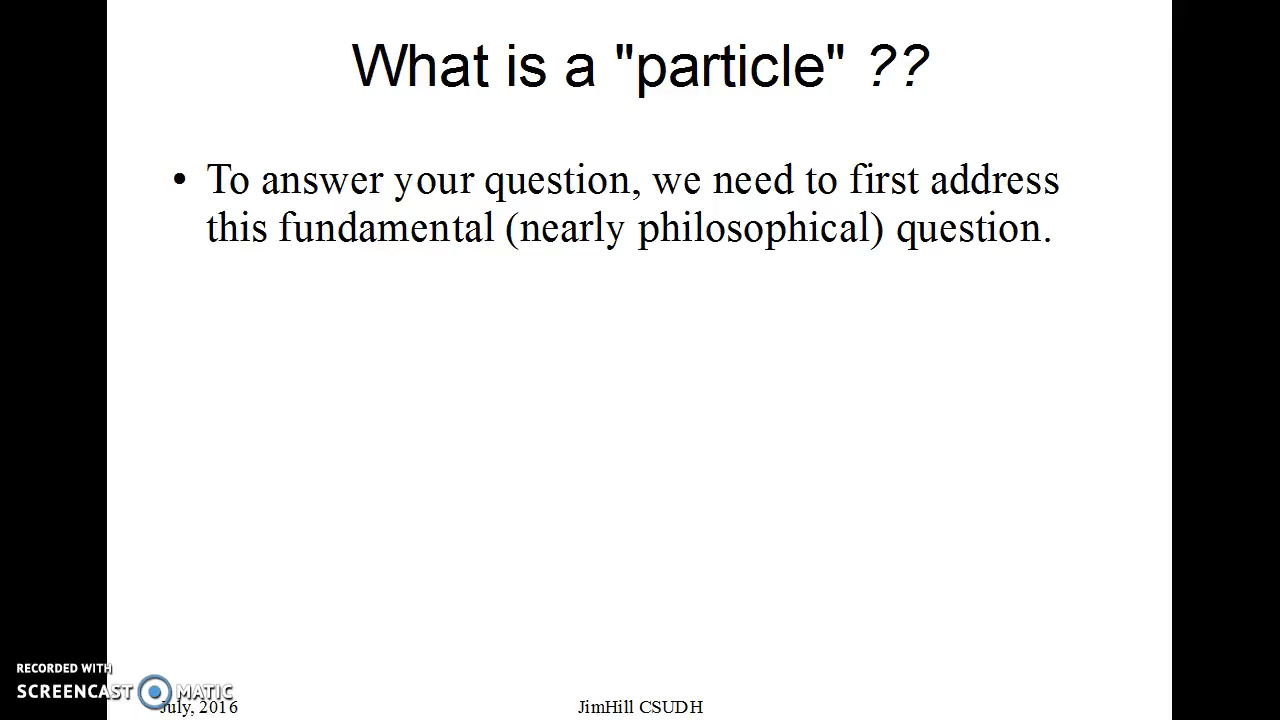 What is a "particle" ??
• To answer your question, we need to first address
this fundamental (nearly philosophical) question.
RECORDED WITH
SCREENCAST MATIC
July, 2016
JimHill CSUDH